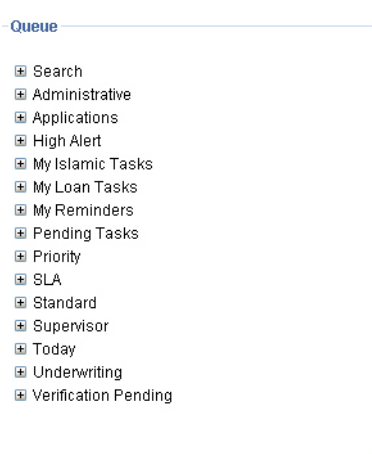 Queue
Search
Administrative
Applications
High Alert
My Islamic Tasks
My Loan Tasks
My Reminders
Pending Tasks
Priority
SLA
Standard
Supervisor
Today
Underwriting
Verification Pending